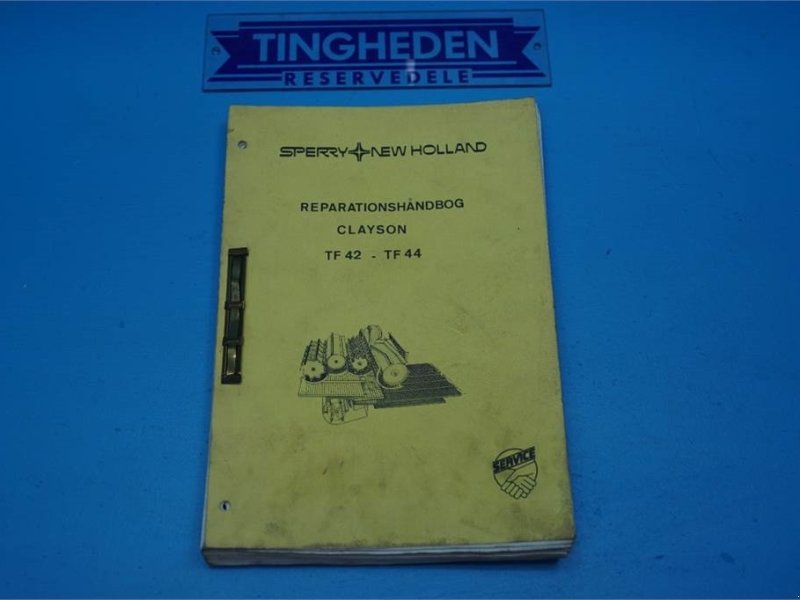 TINGHEDEN
RESERVEDELE
SPERRY NEW HOLLAND
REPARATIONSHÅNDBOG
CLAYSON
TF 42 - TF 44
SERVICE